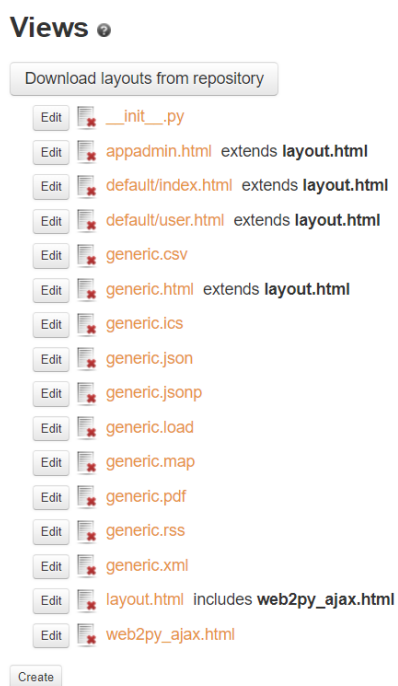 Views ?
Download layouts from repository
Edit __init__.py
Edit appadmin.html extends layout.html
Edit default/index.html extends layout.html
Edit default/user.html extends layout.html
Edit generic.csv
Edit generic.html extends layout.html
Edit generic.ics
Edit generic.json
Edit generic.jsonp
Edit generic.load
Edit generic.map
Edit generic.pdf
Edit generic.rss
Edit generic.xml
Edit layout.html includes web2py_ajax.html
Edit web2py_ajax.html
Create